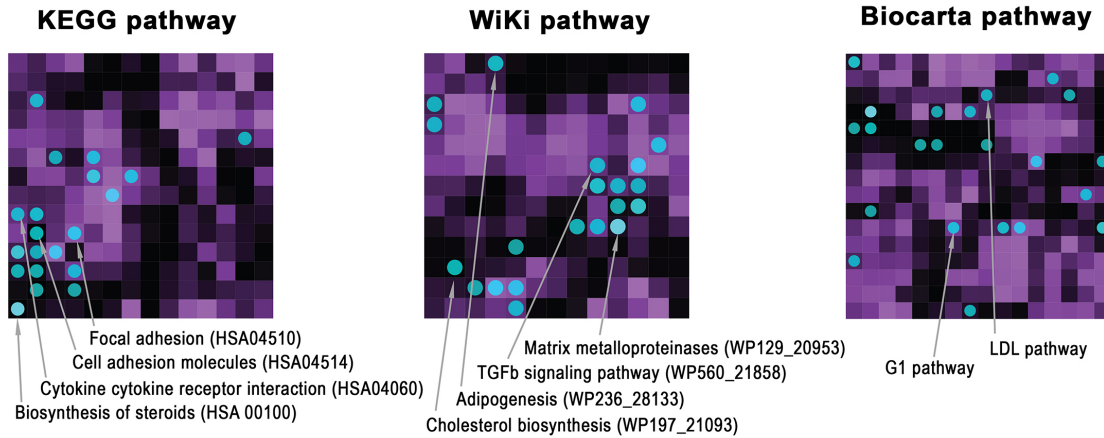 KEGG pathway
WiKi pathway
Biocarta pathway
Focal adhesion (HSA04510)
Cell adhesion molecules (HSA04514)
Cytokine cytokine receptor interaction (HSA04060)
Biosynthesis of steroids (HSA 00100)
Matrix metalloproteinases (WP129_20953)
TGFb signaling pathway (WP560_21858)
Adipogenesis (WP236_28133)
Cholesterol biosynthesis (WP197_21093)
LDL pathway
G1 pathway